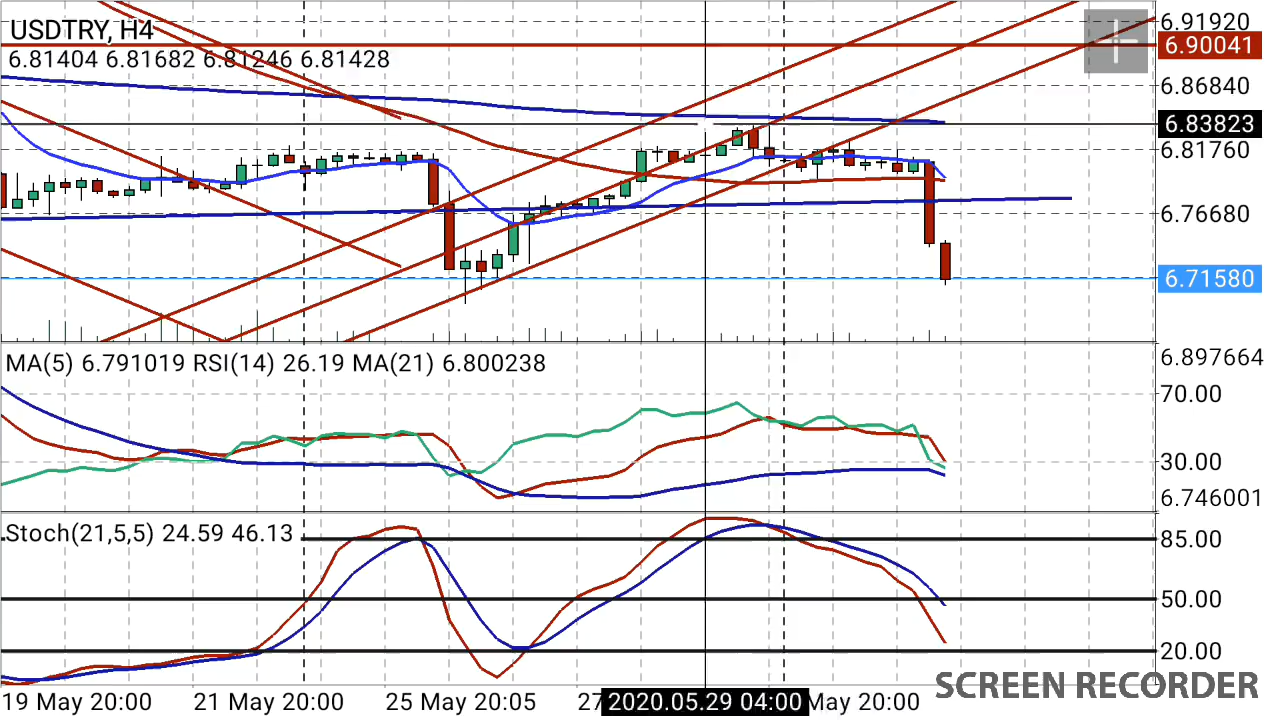 USDTRY, H4
6.81404 6.81682 6.81246 6.81428
6.91920
6.90041
6.86840
6.83823
6.81760
6.76680
6.71580
MA(5) 6.791019 RSI(14) 26.19 MA(21) 6.800238
6.897664
70.00
30.00
6.746001
Stoch(21,5,5) 24.59 46.13
85.00
50.00
20.00
19 May 20:00 21 May 20:00 25 May 20:05 27 2020.05.29 04:00 May 20:00
SCREEN RECORDER